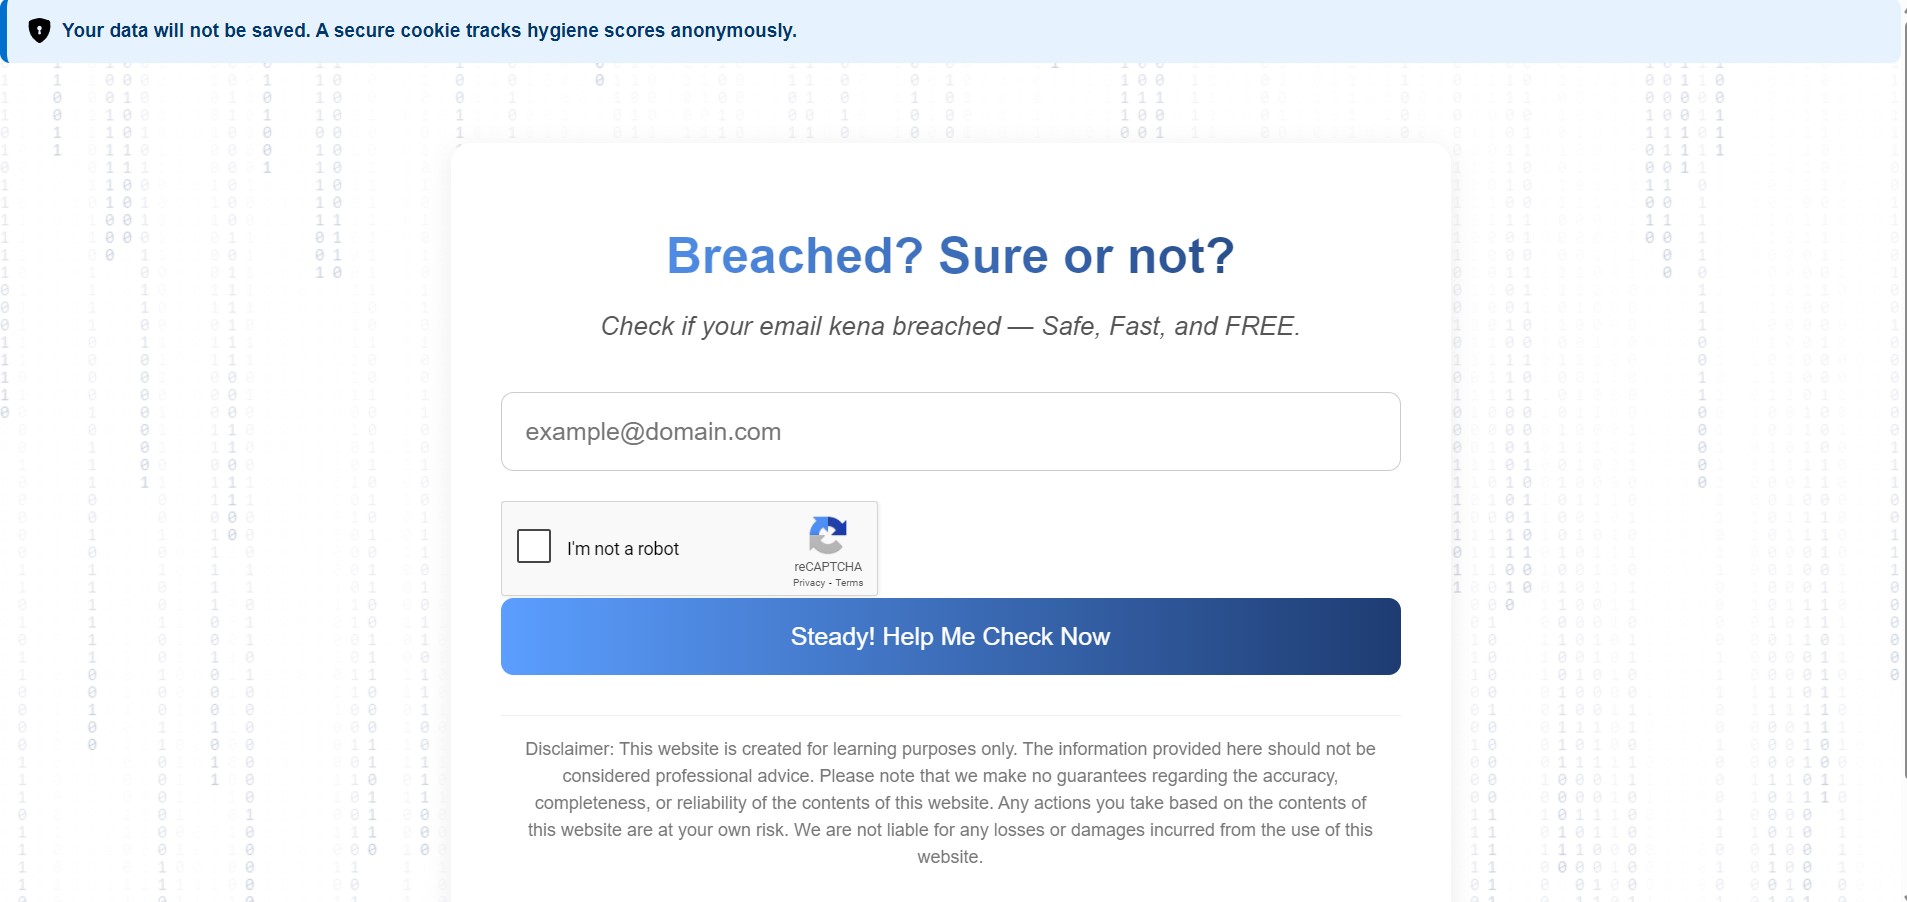 Your data will not be saved. A secure cookie tracks hygiene scores anonymously.
Breached? Sure or not?
Check if your email kena breached — Safe, Fast, and FREE.
example@domain.com
I'm not a robot
reCAPTCHA
Privacy - Terms
Steady! Help Me Check Now
Disclaimer: This website is created for learning purposes only. The information provided here should not be
considered professional advice. Please note that we make no guarantees regarding the accuracy,
completeness, or reliability of the contents of this website. Any actions you take based on the contents of
this website are at your own risk. We are not liable for any losses or damages incurred from the use of this
website.